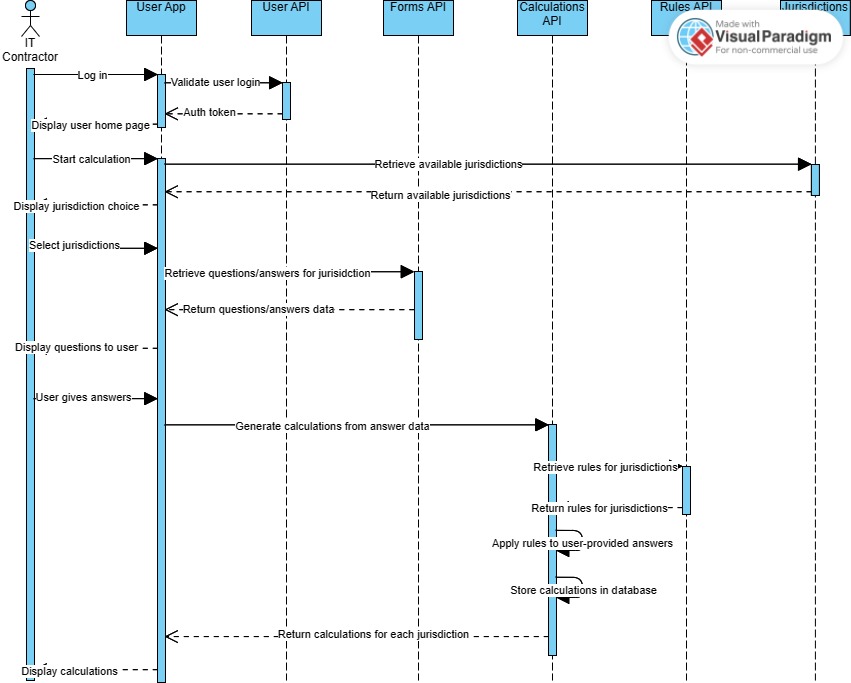 User App
User API
Forms API
Calculations
API
Rules API
Jurisdictions
Made with
VisualParadigm
For non-commercial use
IT
Contractor
Log in
Validate user login
Auth token
Display user home page
Start calculation
Retrieve available jurisdictions
Return available jurisdictions
Display jurisdiction choice
Select jurisdictions
Retrieve questions/answers for jurisidction
Return questions/answers data
Display questions to user
User gives answers
Generate calculations from answer data
Retrieve rules for jurisdictions
Return rules for jurisdictions
Apply rules to user-provided answers
Store calculations in database
Return calculations for each jurisdiction
Display calculations